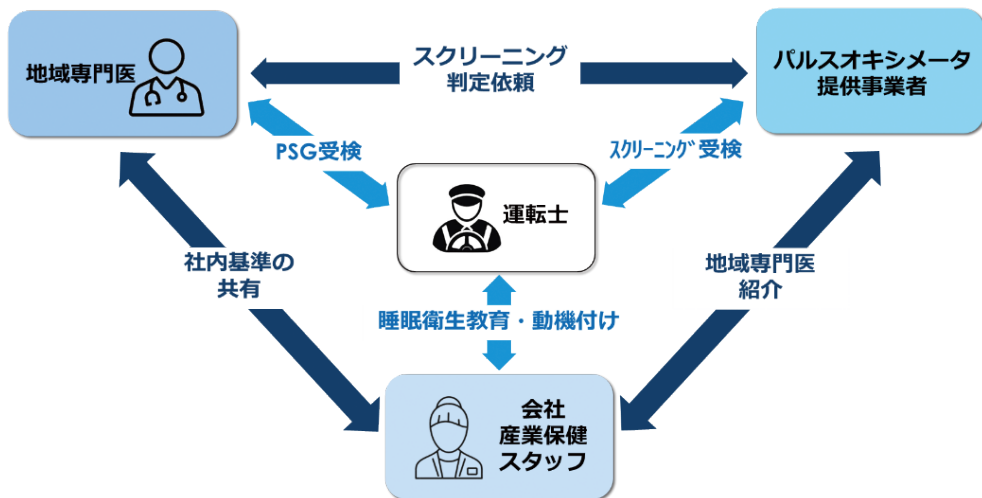 地域専門医
スクリーニング
判定依頼
パルスオキシメータ
提供事業者
PSG受検
スクリーニング受検
運転士
社内基準の
共有
地域専門医
紹介
睡眠衛生教育・動機付け
会社
産業保健
スタッフ